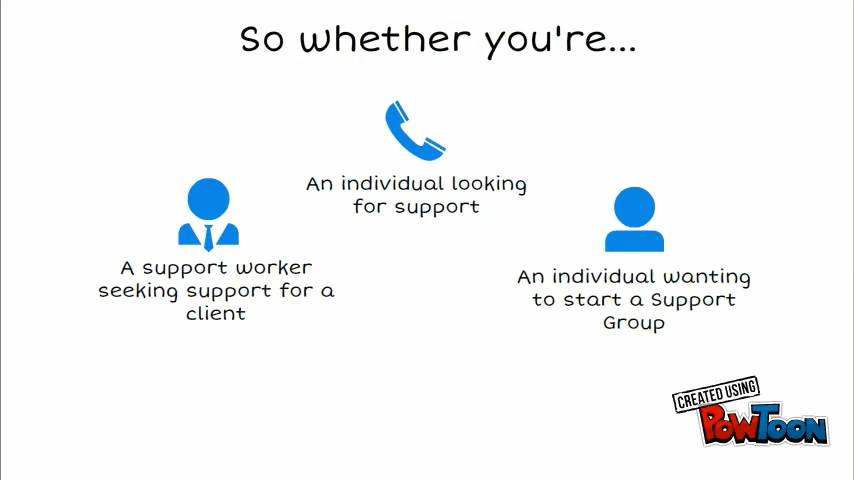 So whether you're...
An individual looking
for support
A support worker
seeking support for a
client
An individual wanting
to start a Support
Group
CREATED USING
POWTOON